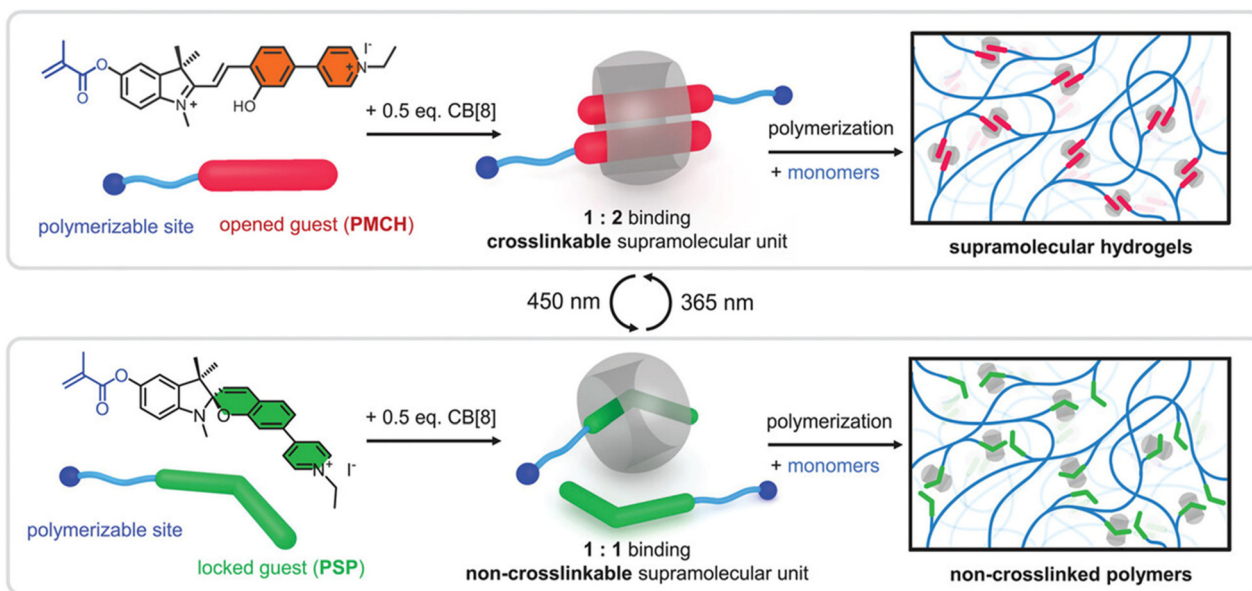 O
O
N
+
HO
N
+
I-
+ 0.5 eq. CB[8]
polymerization
+ monomers
polymerizable site
opened guest (PMCH)
1 : 2 binding
crosslinkable supramolecular unit
supramolecular hydrogels
450 nm
365 nm
O
O
N
O
N
+
I-
+ 0.5 eq. CB[8]
polymerization
+ monomers
polymerizable site
locked guest (PSP)
1 : 1 binding
non-crosslinkable supramolecular unit
non-crosslinked polymers